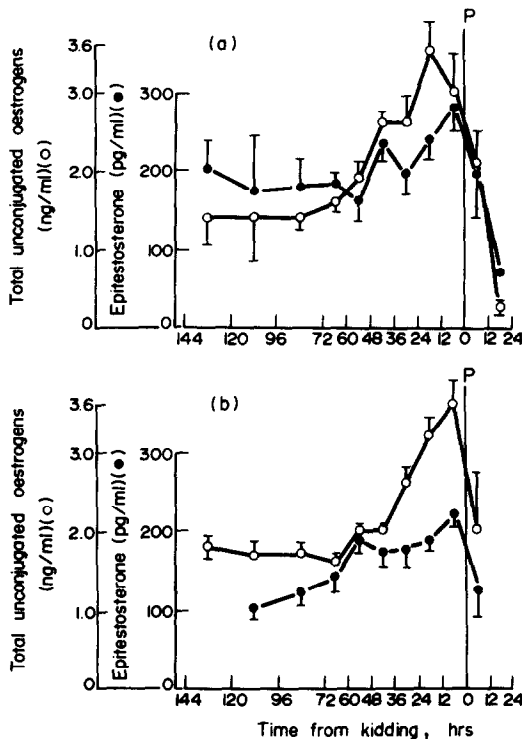 P
(a)
3.6
3.0
2.0
1.0
0
Total unconjugated oestrogens
(ng/ml)(○)
300
200
100
0
Epitestosterone (pg/ml)(●)
144 120 96 72 60 48 36 24 12 0 12 24
P
(b)
3.6
3.0
2.0
1.0
0
Total unconjugated oestrogens
(ng/ml)(○)
300
200
100
0
Epitestosterone (pg/ml)(●)
144 120 96 72 60 48 36 24 12 0 12 24
Time from kidding, hrs